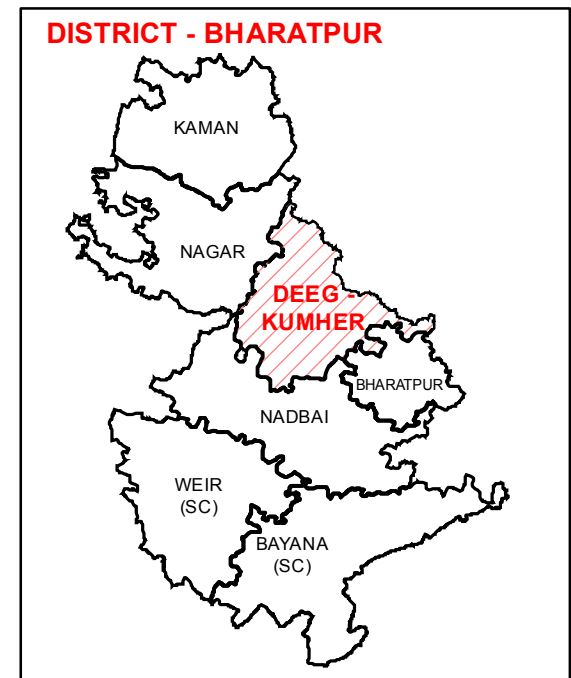 DISTRICT - BHARATPUR
KAMAN
NAGAR
DEEG -
KUMHER
BHARATPUR
NADBAI
WEIR
(SC)
BAYANA
(SC)